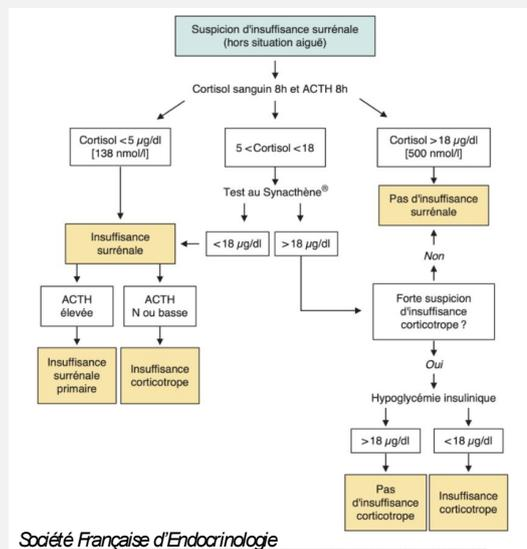 Suspicion d'insuffisance surrénale
(hors situation aiguë)
Cortisol sanguin 8h et ACTH 8h
Cortisol <5 µg/dl
[138 nmol/l]
5 <Cortisol <18
Cortisol >18 µg/dl
[500 nmol/l]
Test au Synacthène®
Pas d'insuffisance
surrénale
Insuffisance
surrénale
<18 µg/dl
>18 µg/dl
Non
ACTH
élevée
ACTH
N ou basse
Forte suspicion
d'insuffisance
corticotrope ?
Insuffisance
surrénale
primaire
Insuffisance
corticotrope
Oui
Hypoglycémie insulinique
>18 µg/dl
<18 µg/dl
Pas
d'insuffisance
corticotrope
Insuffisance
corticotrope
Société Française d'Endocrinologie